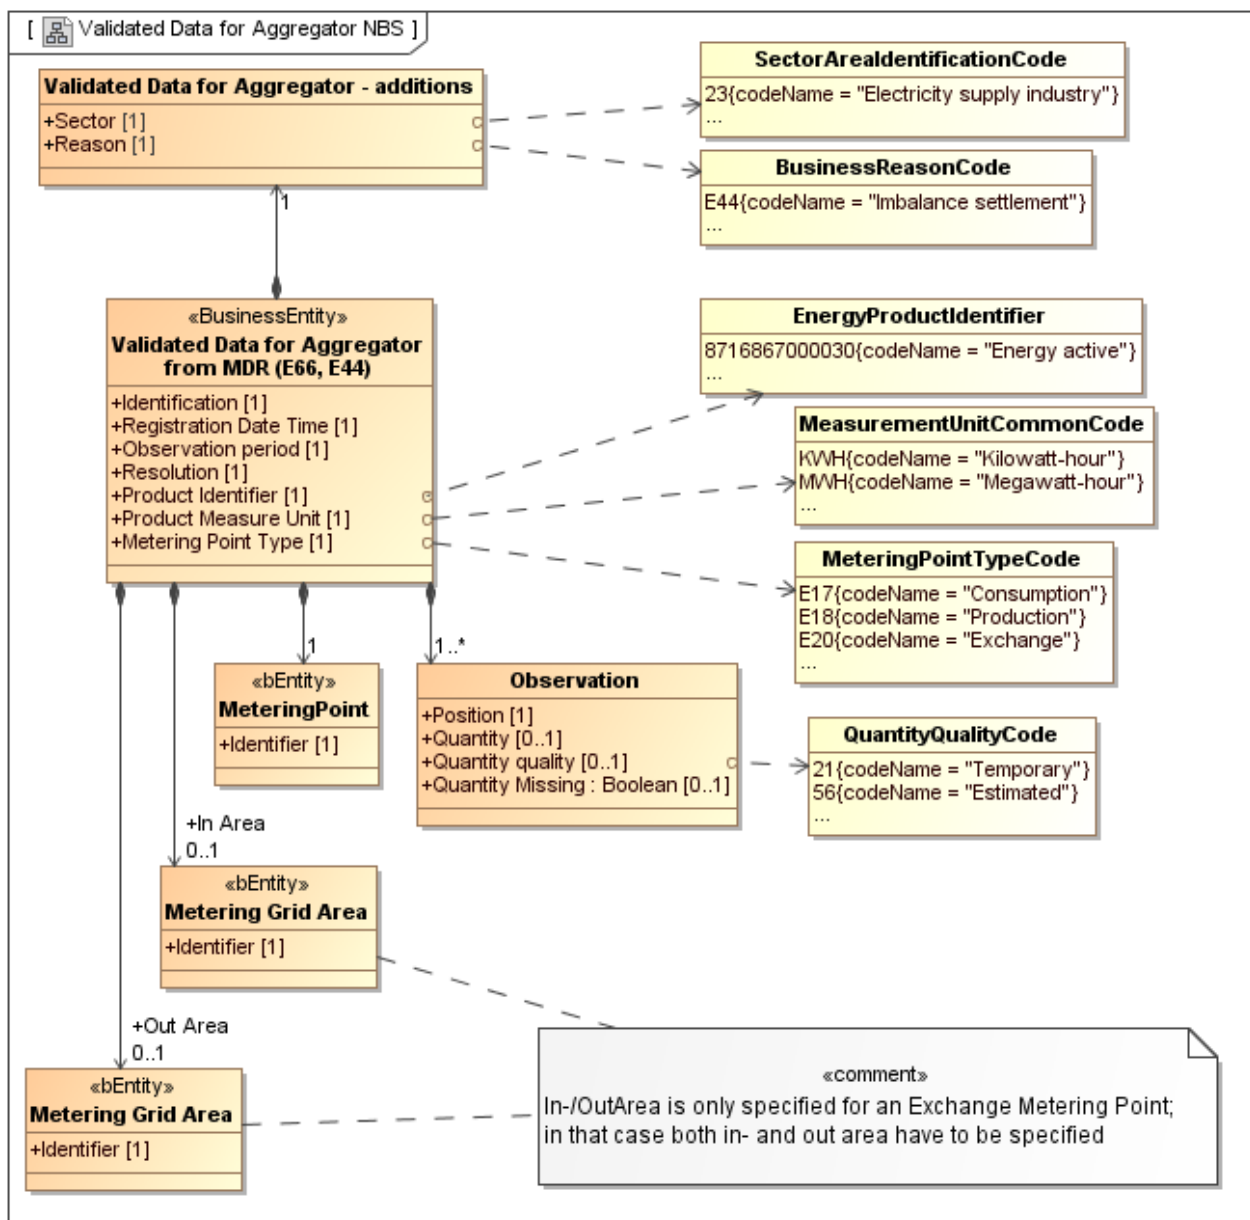 [ Validated Data for Aggregator NBS ]
Validated Data for Aggregator - additions
+Sector [1]
+Reason [1]
SectorAreaIdentificationCode
23{codeName = "Electricity supply industry"}
...
BusinessReasonCode
E44{codeName = "Imbalance settlement"}
...
1
«BusinessEntity»
Validated Data for Aggregator
from MDR (E66, E44)
+Identification [1]
+Registration Date Time [1]
+Observation period [1]
+Resolution [1]
+Product Identifier [1]
+Product Measure Unit [1]
+Metering Point Type [1]
EnergyProductIdentifier
8716867000030{codeName = "Energy active"}
...
MeasurementUnitCommonCode
KWH{codeName = "Kilowatt-hour"}
MWH{codeName = "Megawatt-hour"}
...
MeteringPointTypeCode
E17{codeName = "Consumption"}
E18{codeName = "Production"}
E20{codeName = "Exchange"}
...
1
1..*
«bEntity»
MeteringPoint
+Identifier [1]
Observation
+Position [1]
+Quantity [0..1]
+Quantity quality [0..1]
+Quantity Missing : Boolean [0..1]
QuantityQualityCode
21{codeName = "Temporary"}
56{codeName = "Estimated"}
...
+In Area
0..1
«bEntity»
Metering Grid Area
+Identifier [1]
+Out Area
0..1
«bEntity»
Metering Grid Area
+Identifier [1]
«comment»
In-/OutArea is only specified for an Exchange Metering Point;
in that case both in- and out area have to be specified